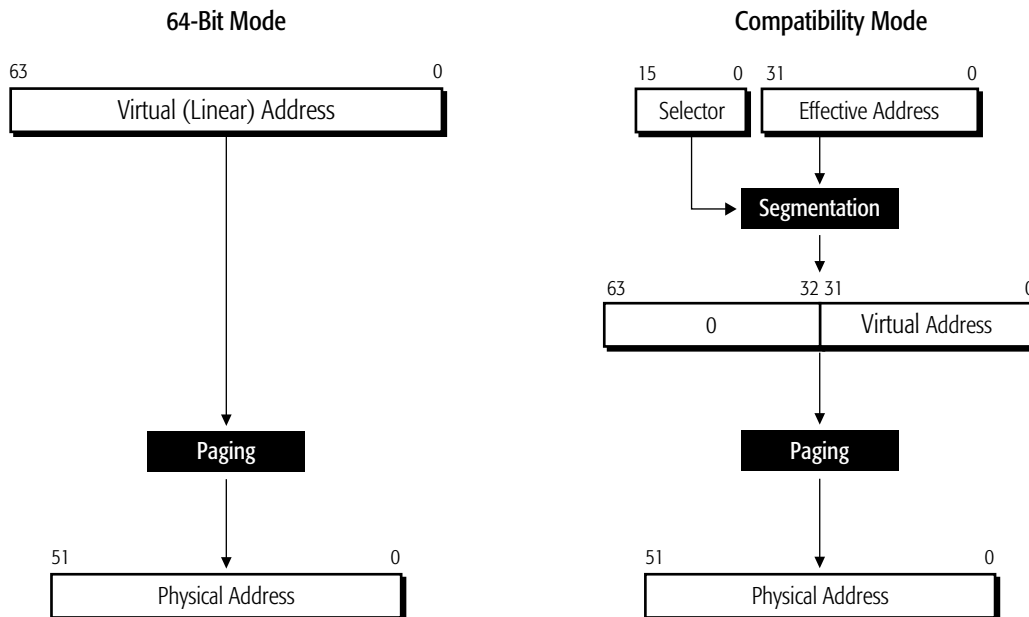 64-Bit Mode
63 0
Virtual (Linear) Address
Paging
51 0
Physical Address
Compatibility Mode
15 0 31 0
Selector Effective Address
Segmentation
63 32 31 0
0 Virtual Address
Paging
51 0
Physical Address